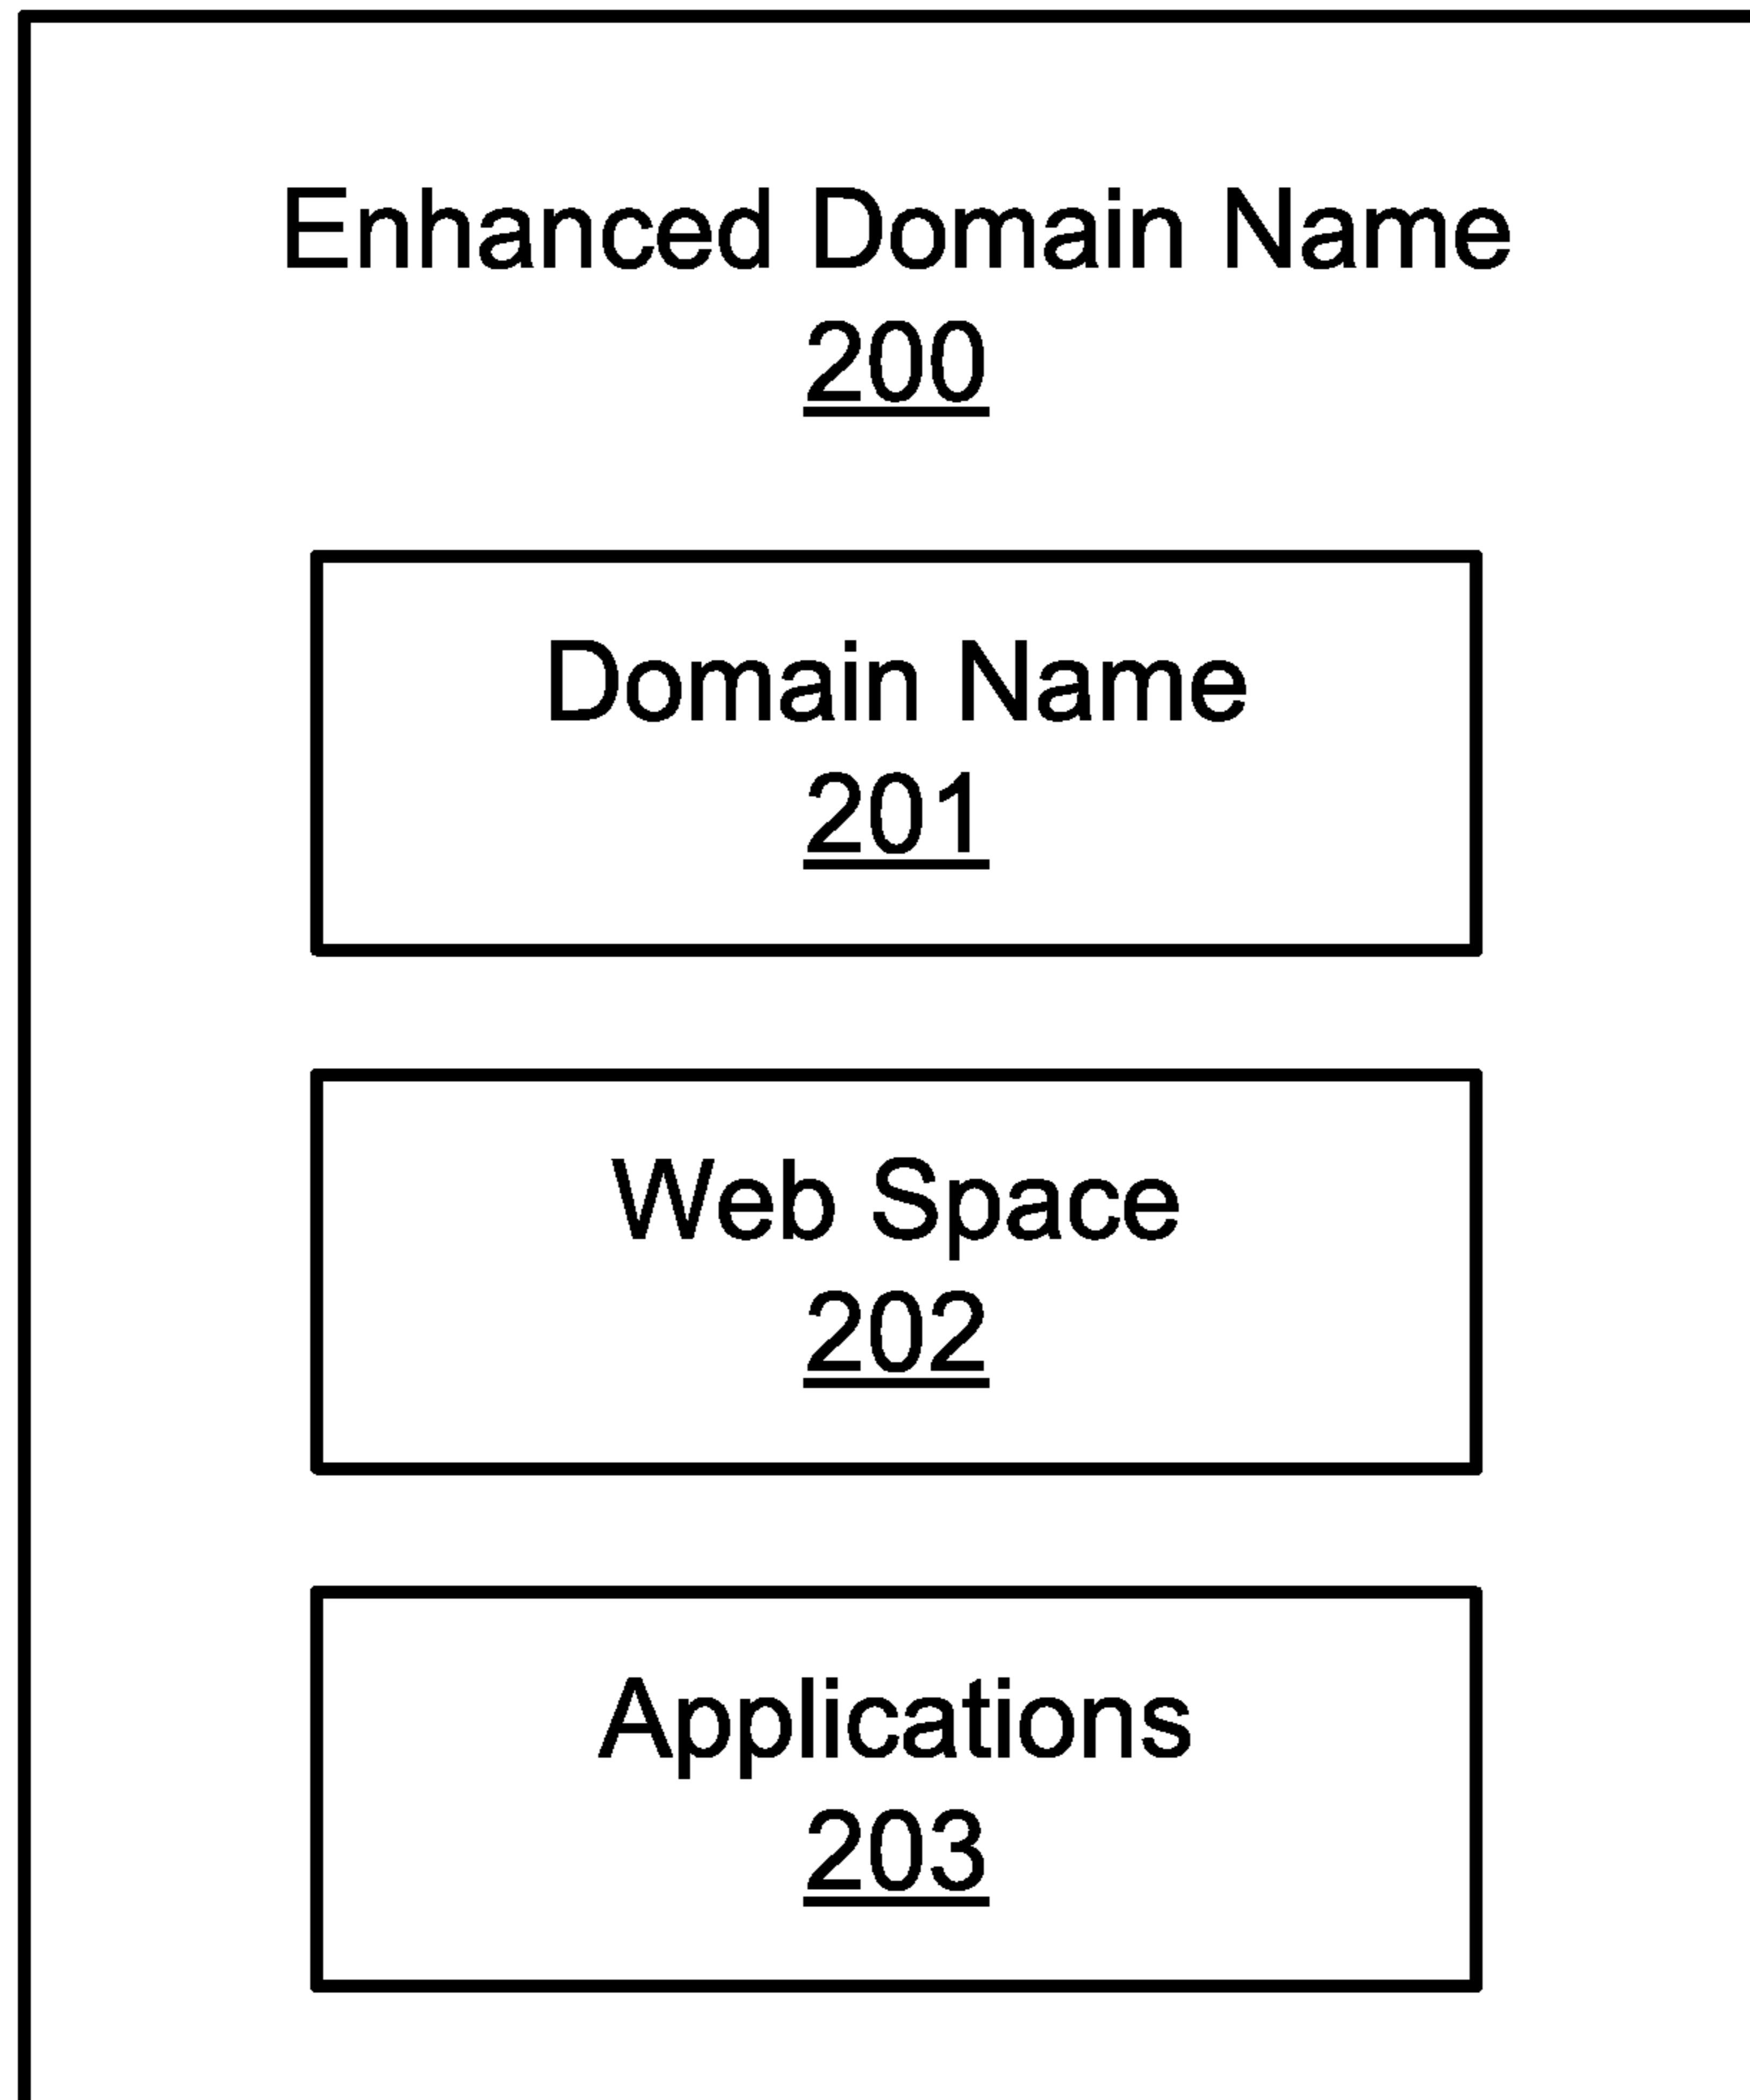 Enhanced Domain Name
200
Domain Name
201
Web Space
202
Applications
203